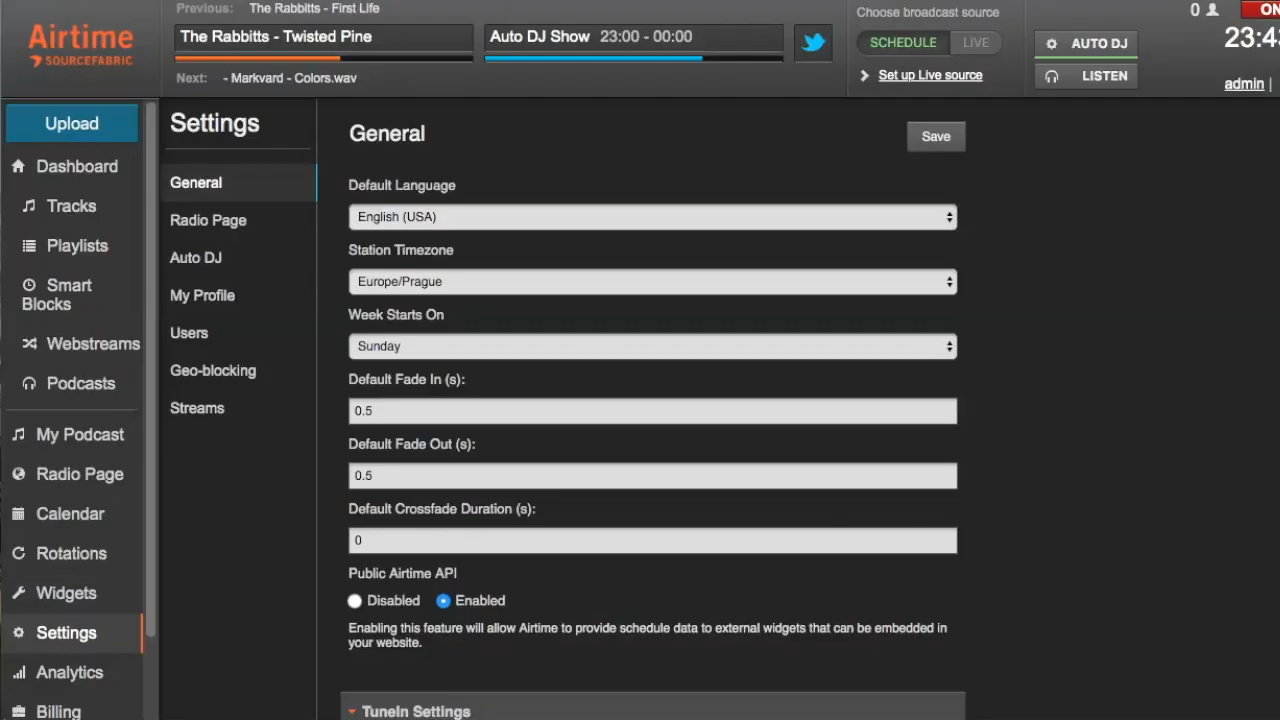 Previous: The Rabbitts - First Life
The Rabbitts - Twisted Pine
Next: - Markvard - Colors.wav
Auto DJ Show 23:00 - 00:00
Choose broadcast source
SCHEDULE LIVE
Set up Live source
AUTO DJ
LISTEN
0
ON
23:4
admin |
Airtime
SOURCEFABRIC
Upload
Dashboard
Tracks
Playlists
Smart
Blocks
Webstreams
Podcasts
My Podcast
Radio Page
Calendar
Rotations
Widgets
Settings
Analytics
Billing
Settings
General
Radio Page
Auto DJ
My Profile
Users
Geo-blocking
Streams
General
Save
Default Language
English (USA)
Station Timezone
Europe/Prague
Week Starts On
Sunday
Default Fade In (s):
0.5
Default Fade Out (s):
0.5
Default Crossfade Duration (s):
0
Public Airtime API
Disabled Enabled
Enabling this feature will allow Airtime to provide schedule data to external widgets that can be embedded in
your website.
TuneIn Settings